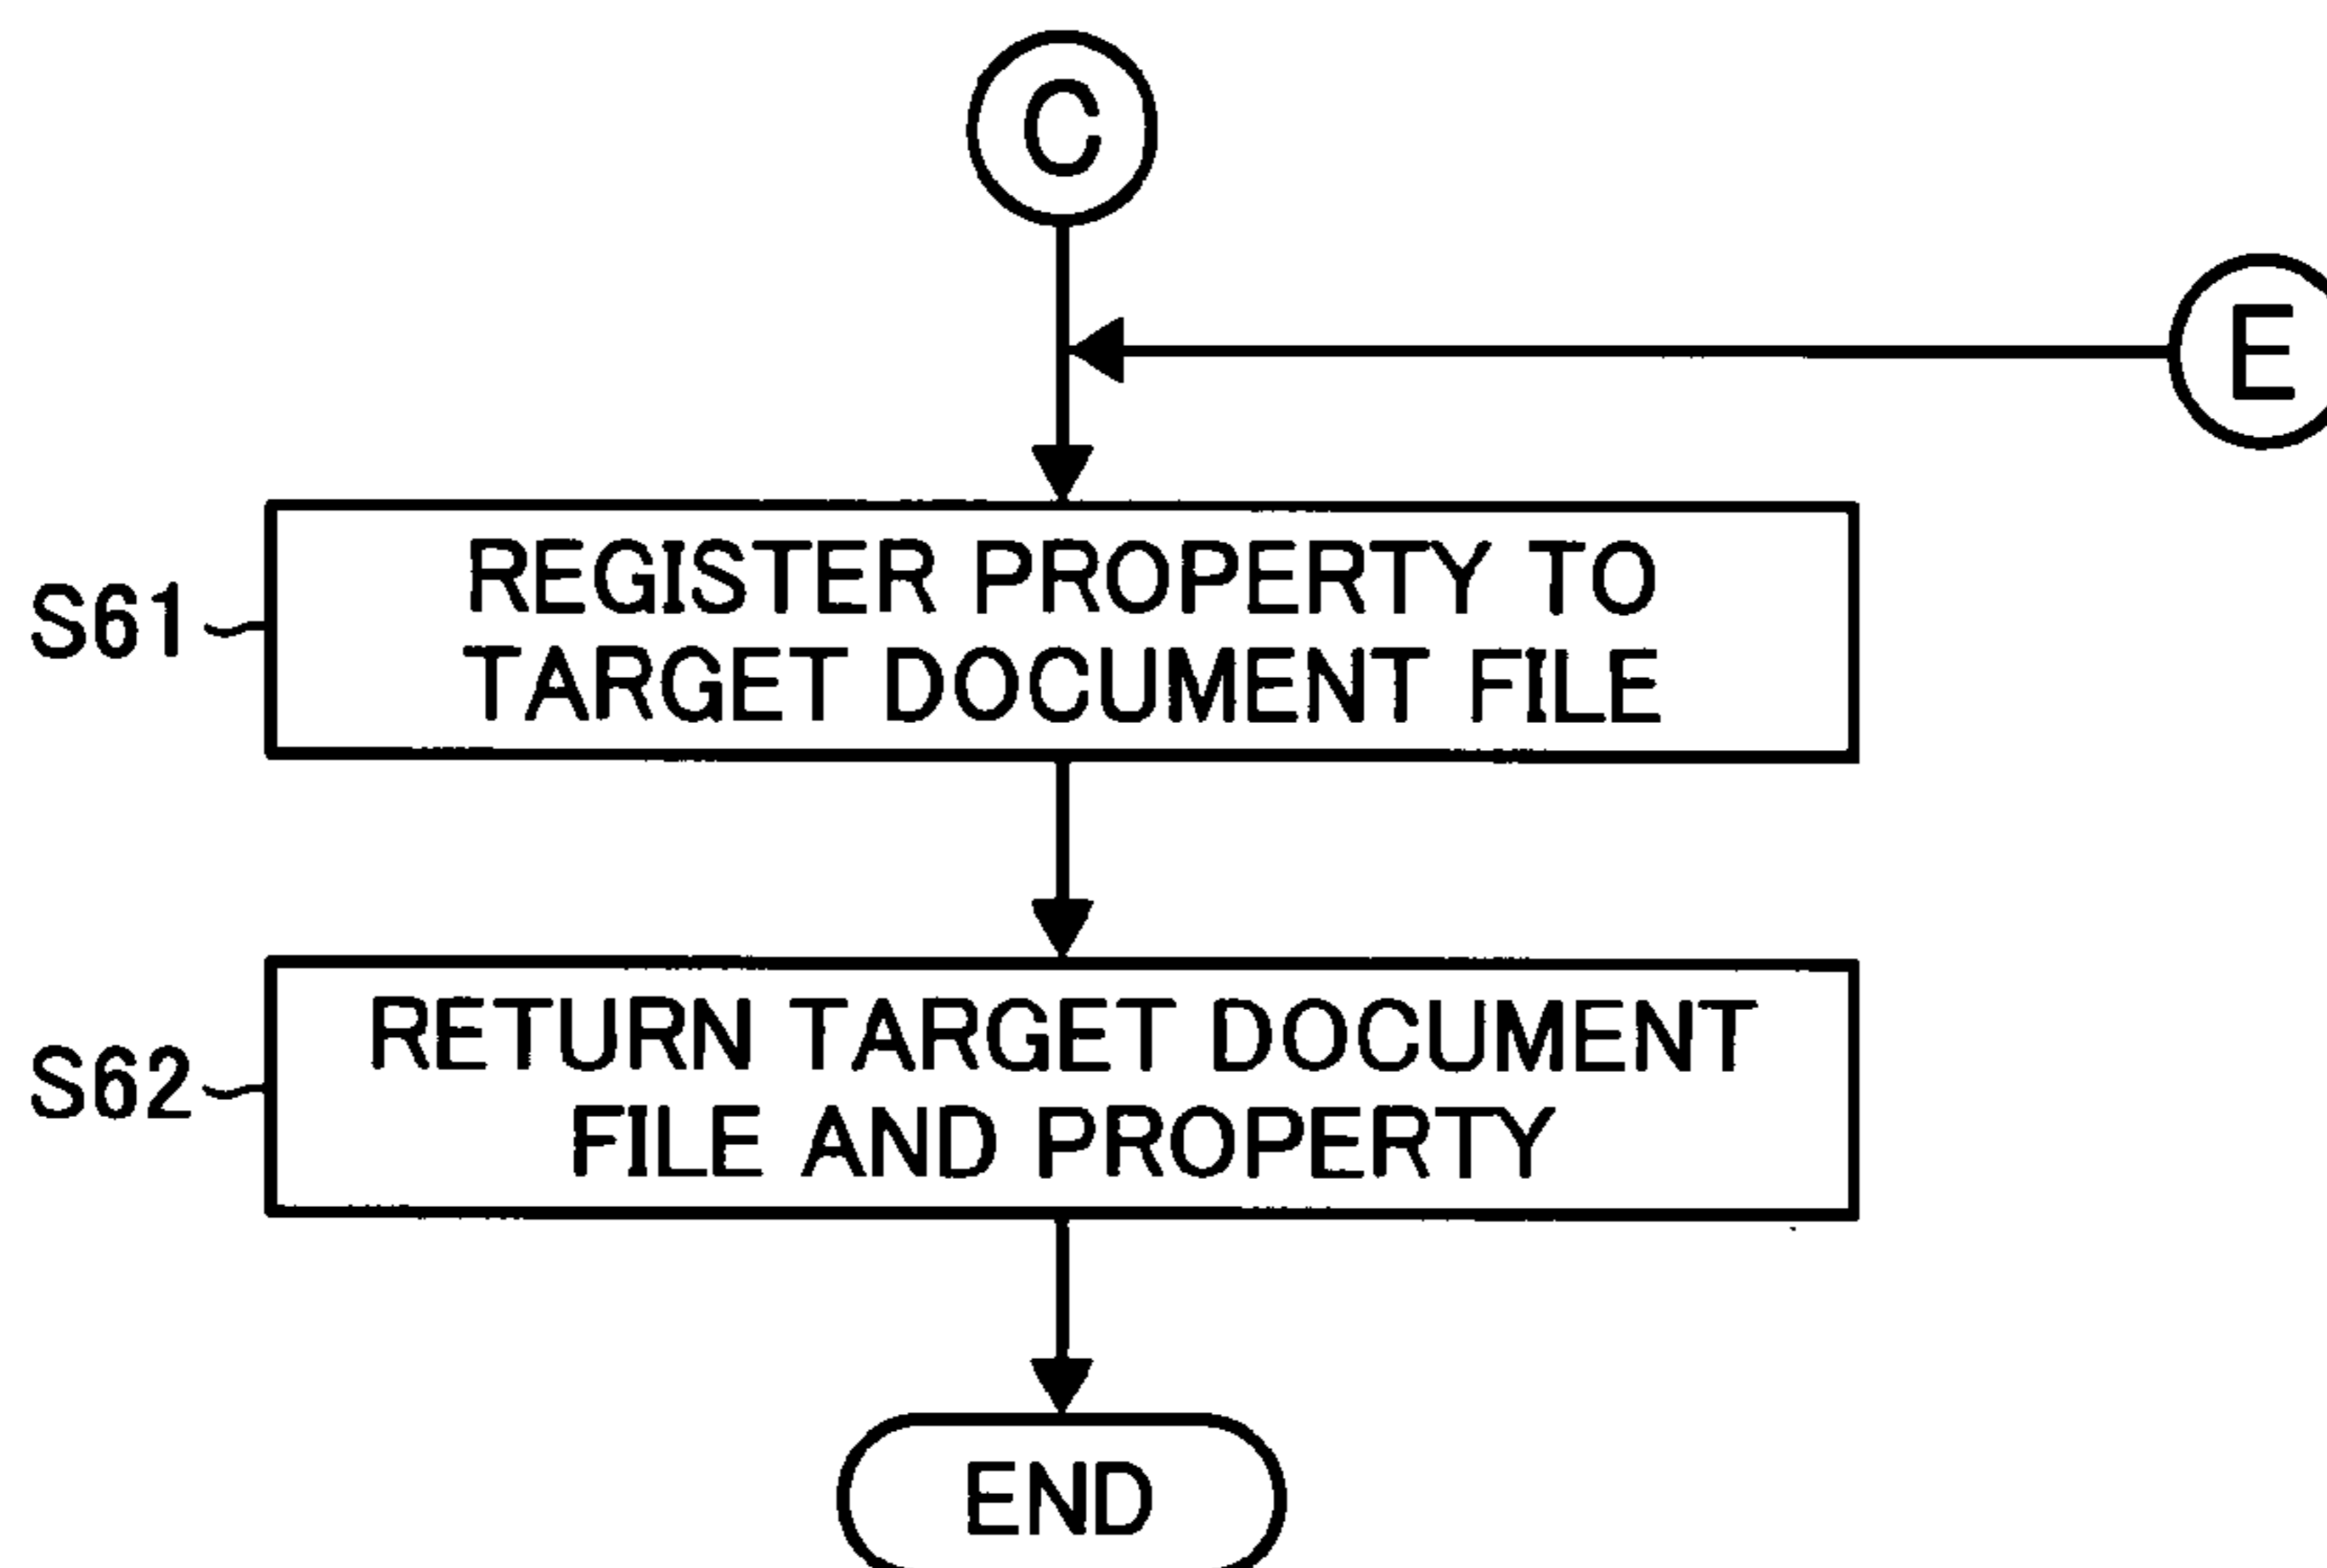 C
E
S61
REGISTER PROPERTY TO
TARGET DOCUMENT FILE
S62
RETURN TARGET DOCUMENT
FILE AND PROPERTY
END